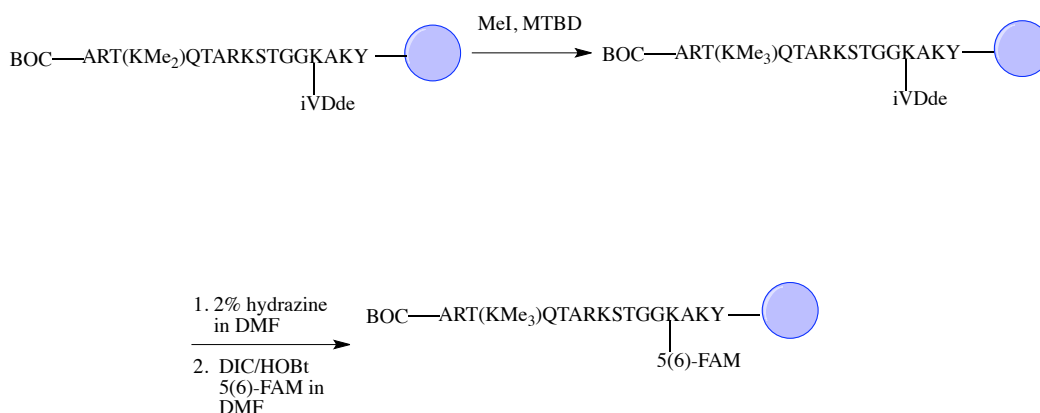 MeI, MTBD
BOC—ART(KMe₂)QTARKSTGGKAKY
iVDde
BOC—ART(KMe₃)QTARKSTGGKAKY
iVDde
1. 2% hydrazine
in DMF
2. DIC/HOBt
5(6)-FAM in
DMF
BOC—ART(KMe₃)QTARKSTGGKAKY
5(6)-FAM